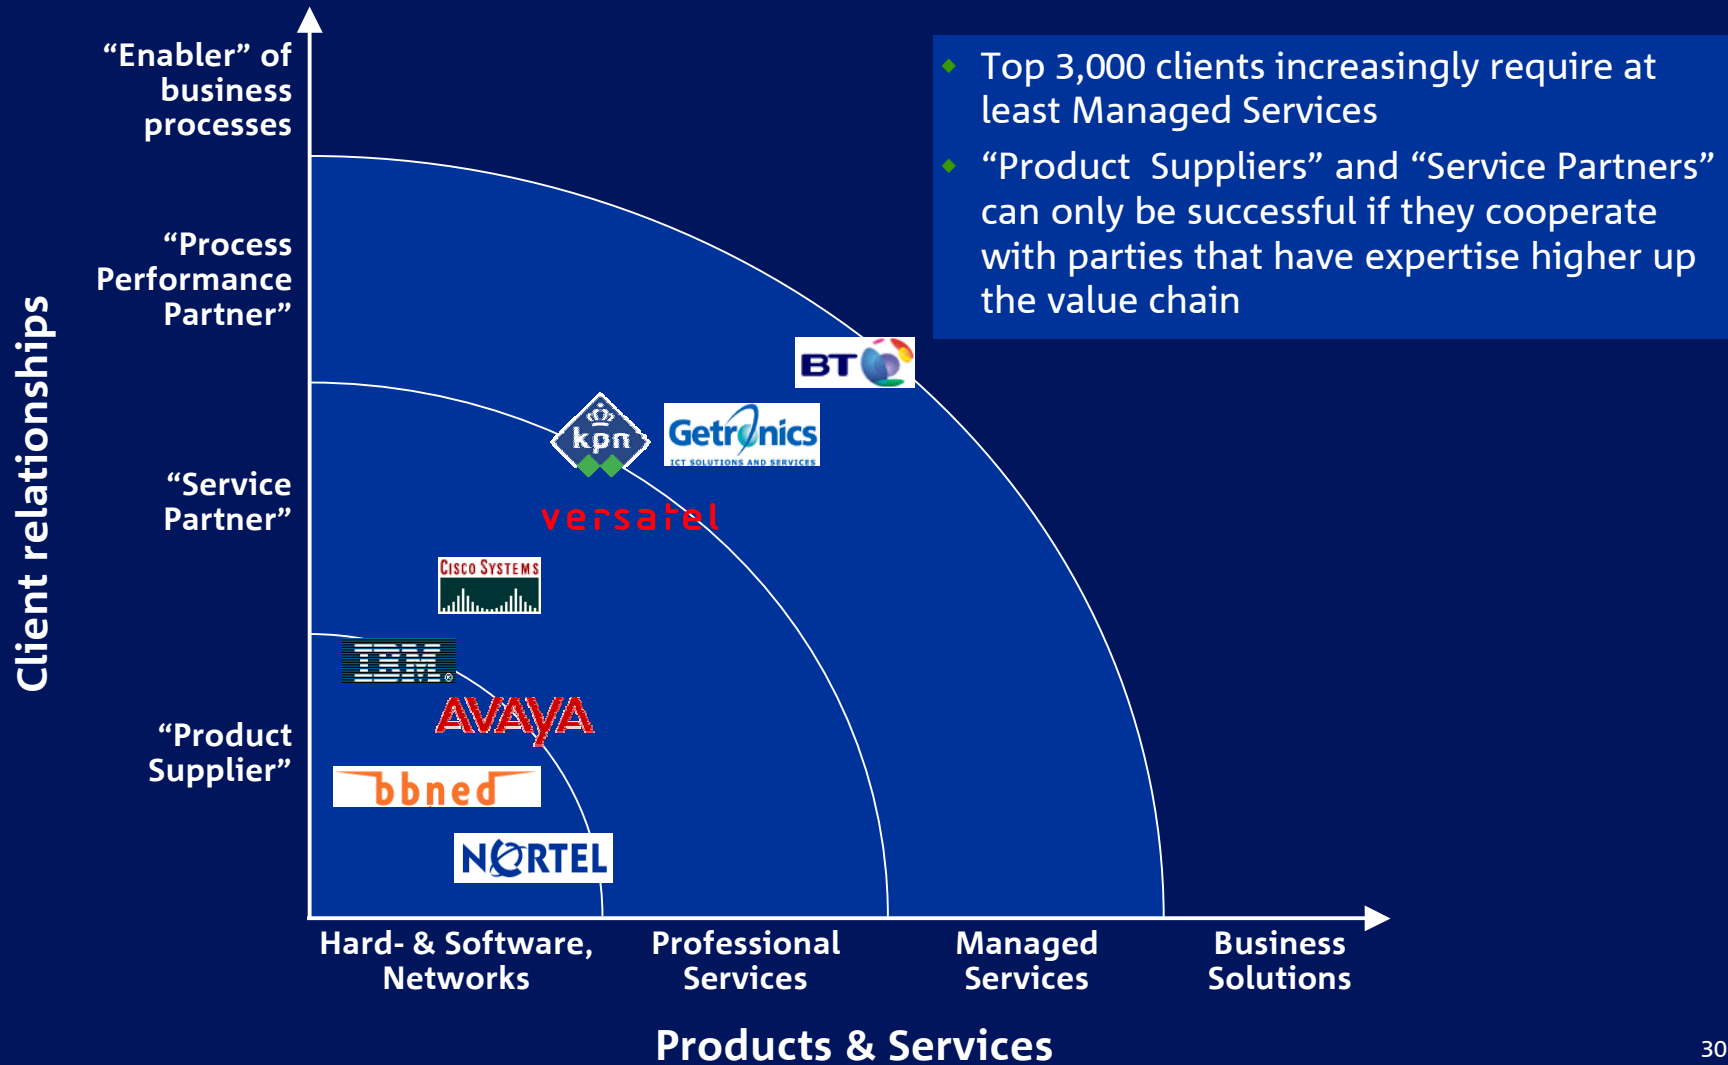 “Enabler” of
business
processes
“Process
Performance
Partner”
“Service
Partner”
“Product
Supplier”
Client relationships
Top 3,000 clients increasingly require at
least Managed Services
“Product Suppliers” and “Service Partners”
can only be successful if they cooperate
with parties that have expertise higher up
the value chain
BT
kpn
Getronics
ICT SOLUTIONS AND SERVICES
versatel
CISCO SYSTEMS
IBM®
AVAYA
bbned
NORTEL
Hard- & Software,
Networks
Professional
Services
Managed
Services
Business
Solutions
Products & Services
30